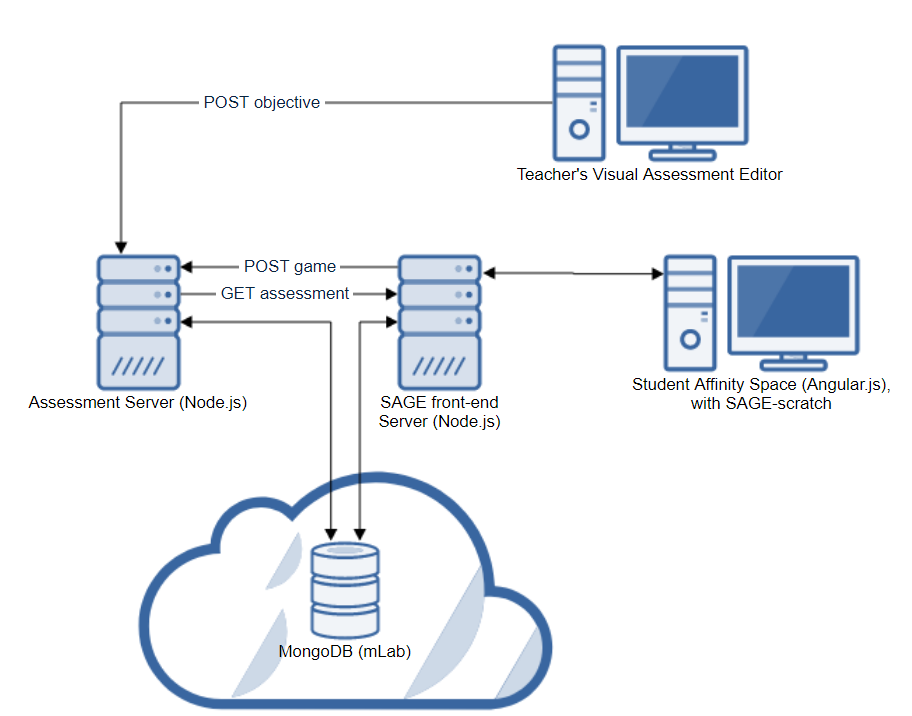 POST objective
Teacher's Visual Assessment Editor
POST game
GET assessment
Assessment Server (Node.js)
SAGE front-end
Server (Node.js)
Student Affinity Space (Angular.js),
with SAGE-scratch
MongoDB (mLab)